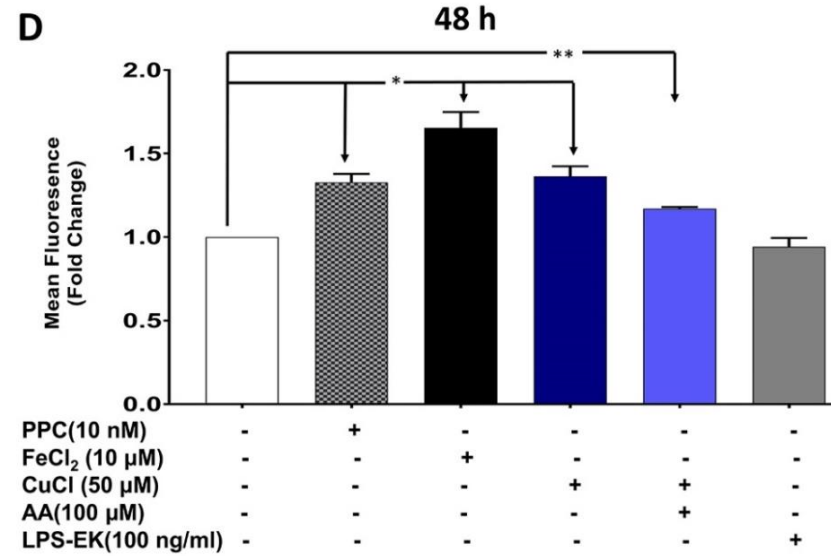 D
48 h
**
*
Mean Fluoresence
(Fold Change)
2.0
1.5
1.0
0.5
0.0
PPC(10 nM) - + - - - -
FeCl₂ (10 µM) - - + - - -
CuCl (50 µM) - - - + + -
AA(100 µM) - - - - + -
LPS-EK(100 ng/ml) - - - - - +